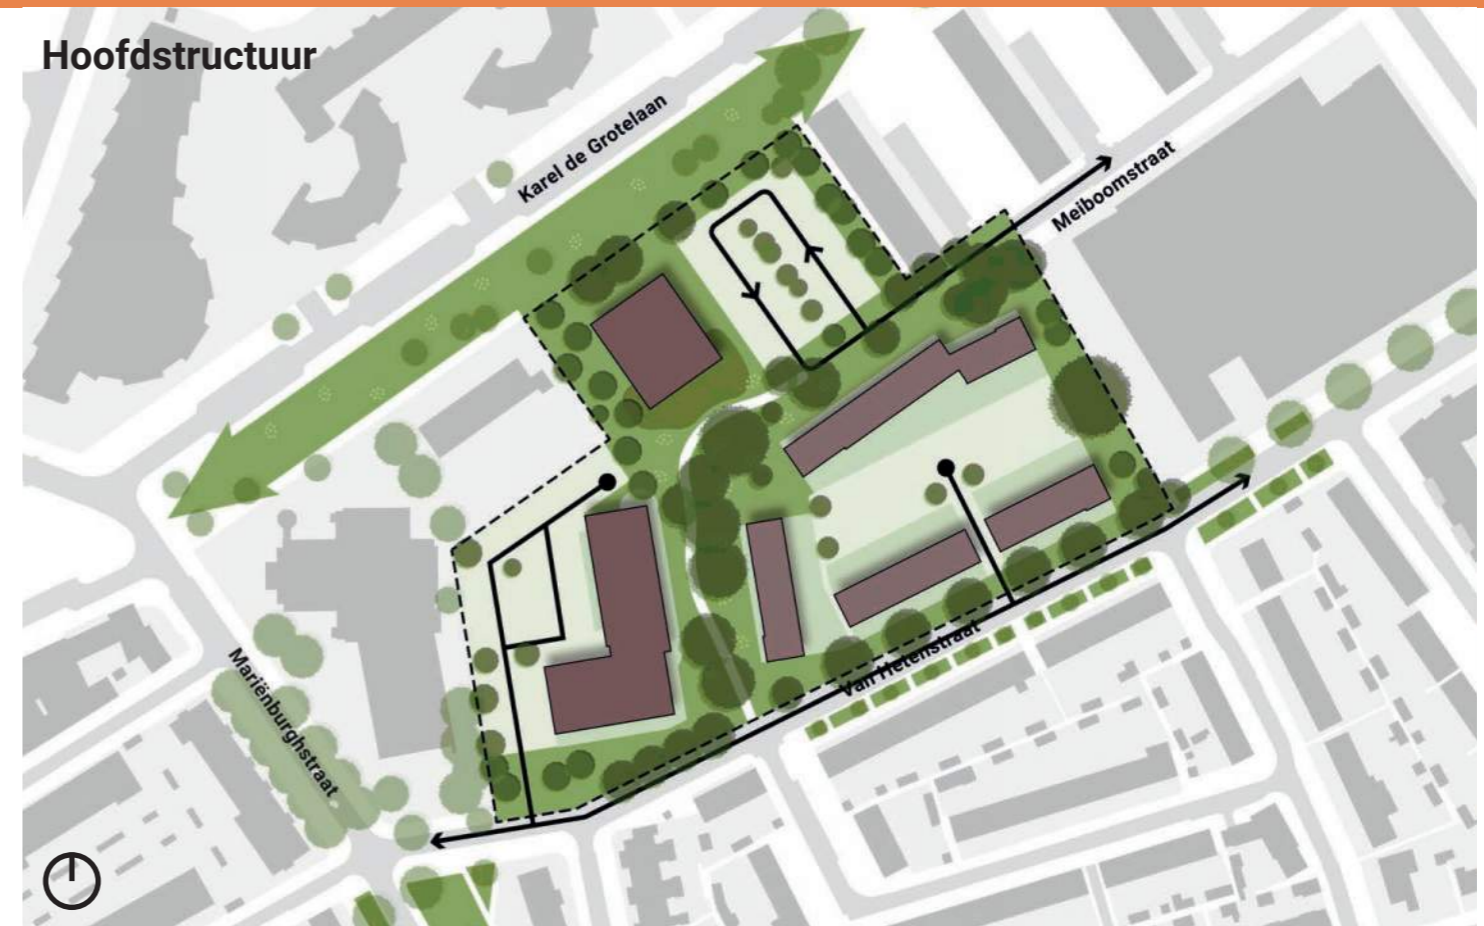 Hoofdstructuur
Karel de Grotelaan
Meiboomstraat
Van Hetenstraat
Mariënburghstraat